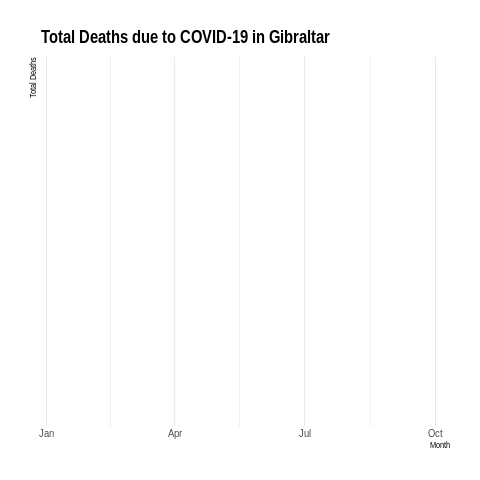 Total Deaths due to COVID-19 in Gibraltar
Total Deaths
Jan Apr Jul Oct
Month